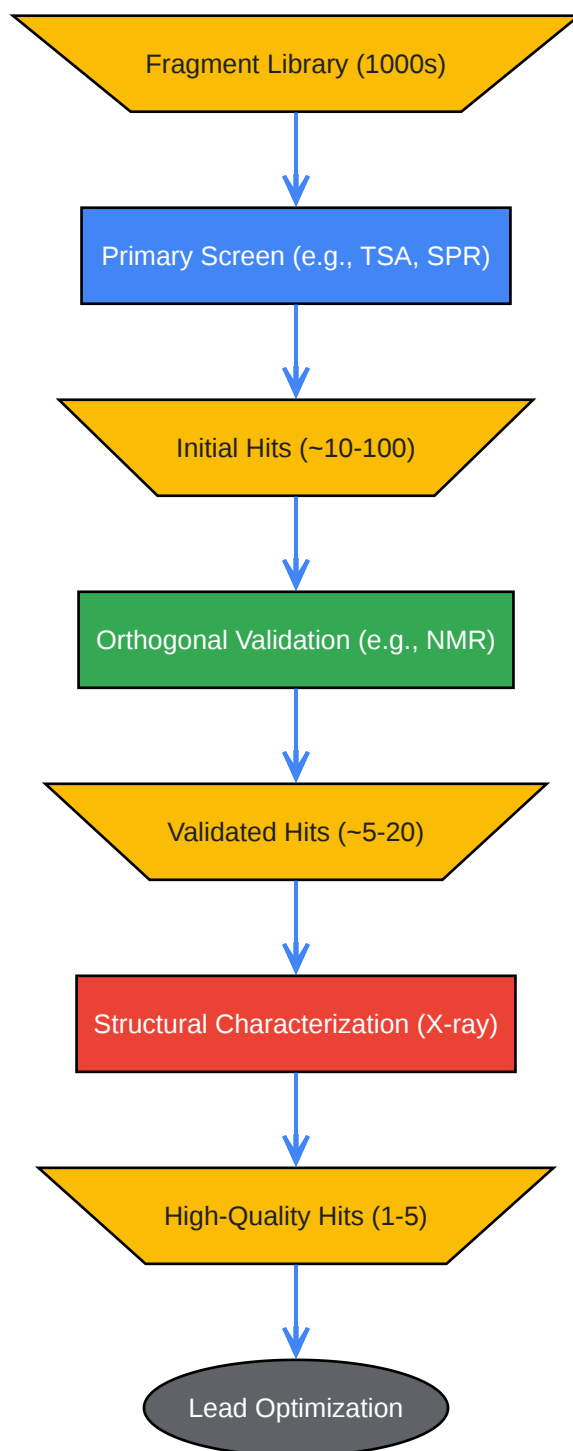 Fragment Library (1000s)
Primary Screen (e.g., TSA, SPR)
Initial Hits (~10-100)
Orthogonal Validation (e.g., NMR)
Validated Hits (~5-20)
Structural Characterization (X-ray)
High-Quality Hits (1-5)
Lead Optimization